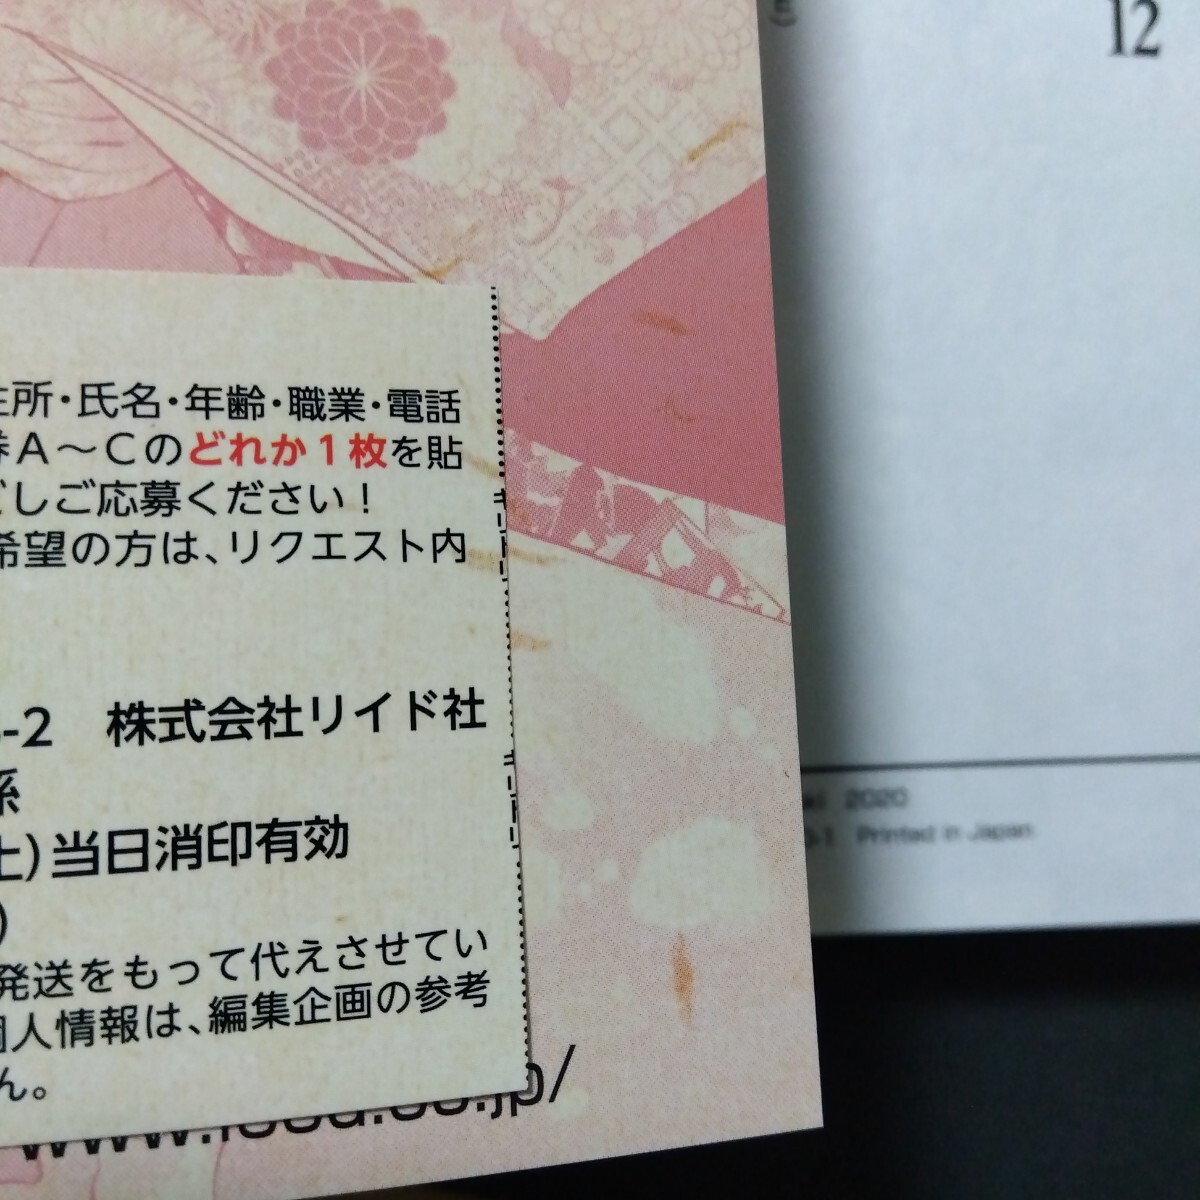 12
所・氏名・年齢・職業・電話
A～Cのどれか1枚を貼
しご応募ください！
希望の方は、リクエスト内
-2 株式会社リイド社
係
土）当日消印有効
）
発送をもって代えさせてい
個人情報は、編集企画の参考
ん。
2020
-1 Printed in Japan